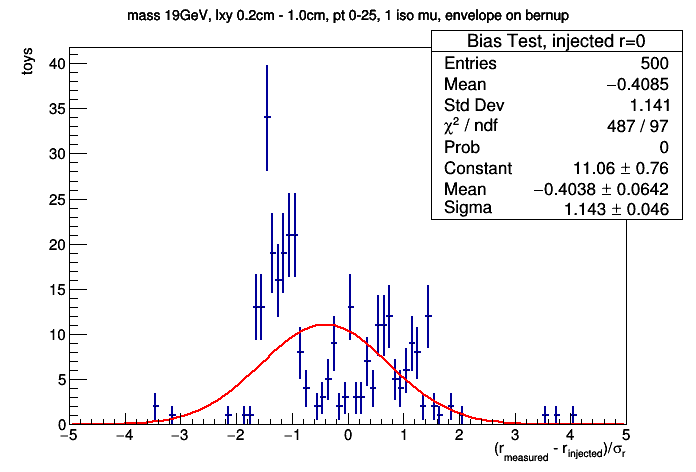 mass 19GeV, lxy 0.2cm - 1.0cm, pt 0-25, 1 iso mu, envelope on bernup
toys
Bias Test, injected r=0
Entries 500
Mean −0.4085
Std Dev 1.141
χ² / ndf 487 / 97
Prob 0
Constant 11.06 ± 0.76
Mean −0.4038 ± 0.0642
Sigma 1.143 ± 0.046
40
35
30
25
20
15
10
5
0
−5 −4 −3 −2 −1 0 1 2 3 4 5
(r_measured - r_injected)/σ_r